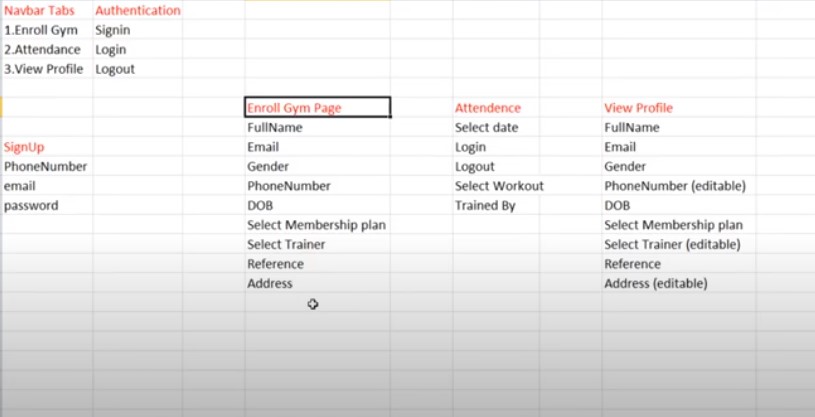 Navbar Tabs Authentication
1.Enroll Gym Signin
2.Attendance Login
3.View Profile Logout
Enroll Gym Page Attendence View Profile
FullName Select date FullName
SignUp Email Login Email
PhoneNumber Gender Logout Gender
email PhoneNumber Select Workout PhoneNumber (editable)
password DOB Trained By DOB
Select Membership plan Select Membership plan
Select Trainer Select Trainer (editable)
Reference Reference
Address Address (editable)